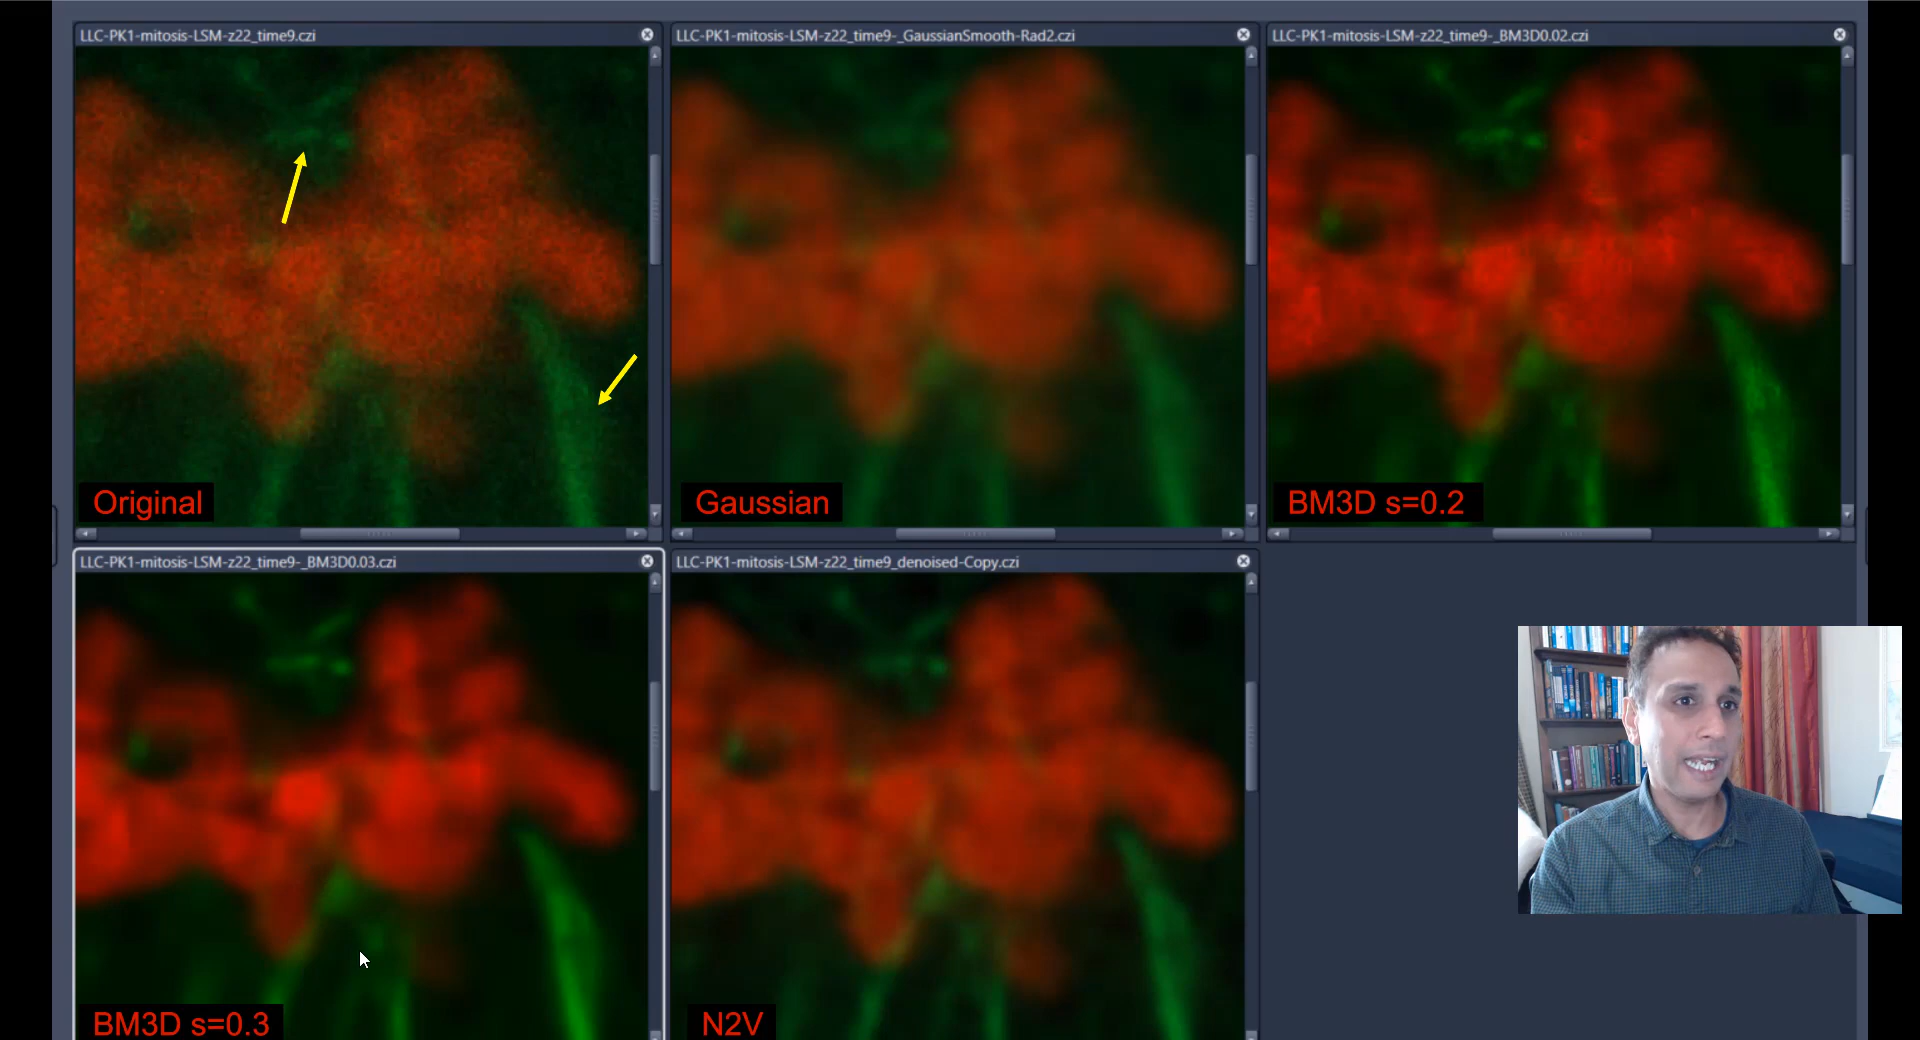 LLC-PK1-mitosis-LSM-z22_time9.czi
LLC-PK1-mitosis-LSM-z22_time9-_GaussianSmooth-Rad2.czi
LLC-PK1-mitosis-LSM-z22_time9-_BM3D0.02.czi
Original
Gaussian
BM3D s=0.2
LLC-PK1-mitosis-LSM-z22_time9-_BM3D0.03.czi
LLC-PK1-mitosis-LSM-z22_time9_denoised-Copy.czi
BM3D s=0.3
N2V